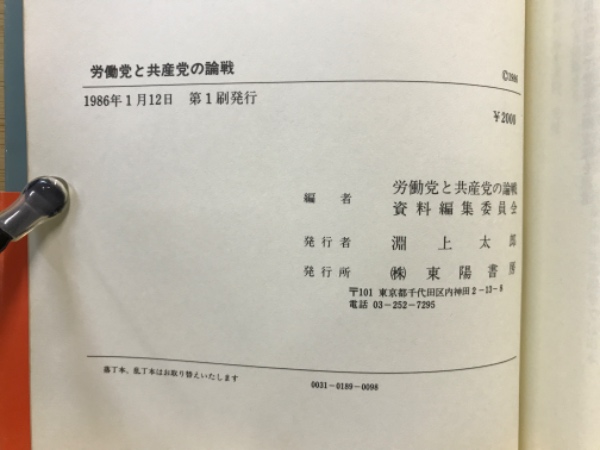 労働党と共産党の論戦
©1986
1986年1月12日 第1刷発行
¥2000
編者 労働党と共産党の論戦
資料編集委員会
発行者 淵上太郎
発行所 ㈱東陽書房
〒101 東京都千代田区内神田2-13-8
電話 03-252-7295
落丁本、乱丁本はお取り替えいたします
0031-0189-0098